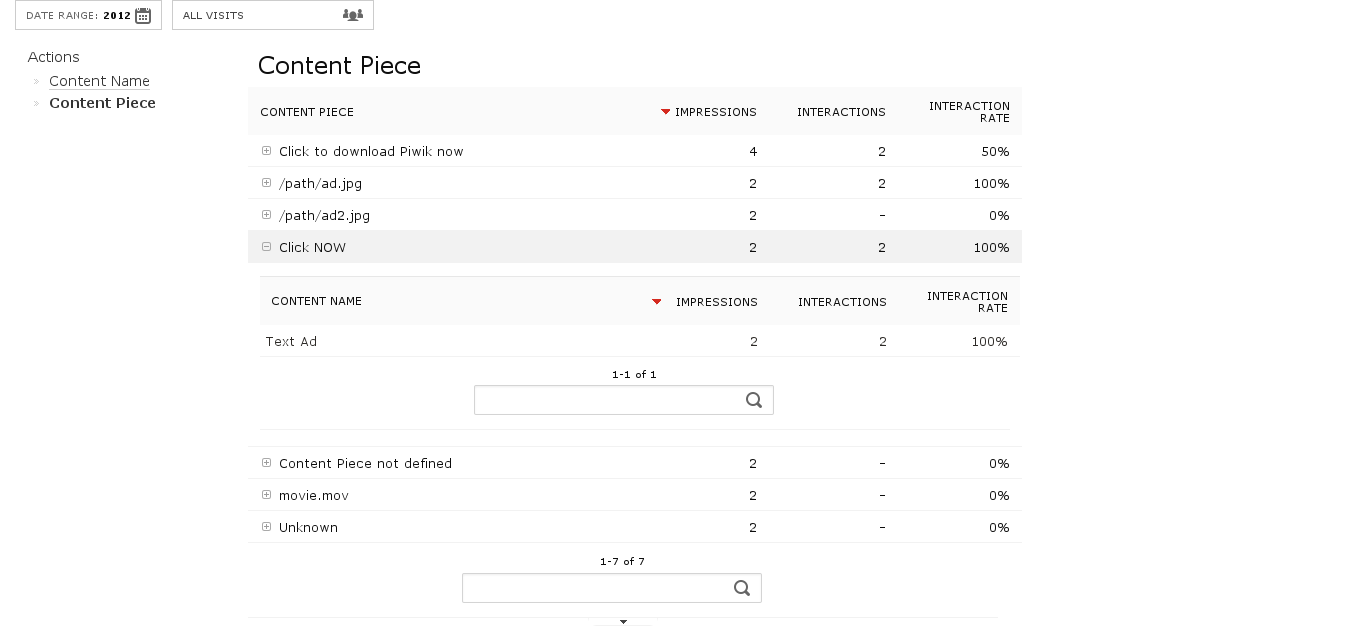 DATE RANGE: 2012 ALL VISITS
Actions
Content Name
Content Piece
Content Piece
CONTENT PIECE IMPRESSIONS INTERACTIONS INTERACTION RATE
Click to download Piwik now 4 2 50%
/path/ad.jpg 2 2 100%
/path/ad2.jpg 2 - 0%
Click NOW 2 2 100%
CONTENT NAME IMPRESSIONS INTERACTIONS INTERACTION RATE
Text Ad 2 2 100%
1-1 of 1
Content Piece not defined 2 - 0%
movie.mov 2 - 0%
Unknown 2 - 0%
1-7 of 7